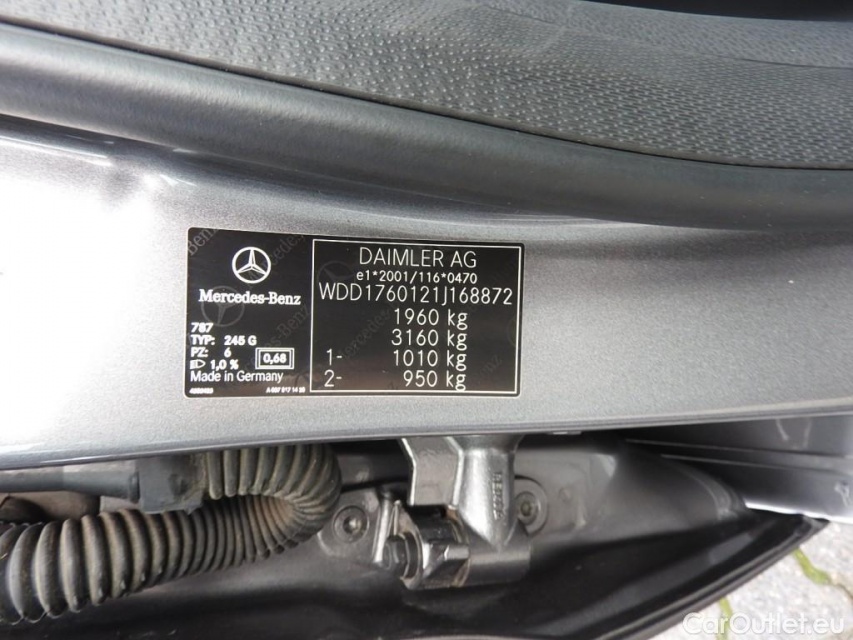 Mercedes-Benz
787
TYP: 245 G
PZ: 6
1,0 % 0,68
Made in Germany
DAIMLER AG
e1*2001/116*0470
WDD1760121J168872
1960 kg
3160 kg
1- 1010 kg
2- 950 kg
CarOutlet.eu